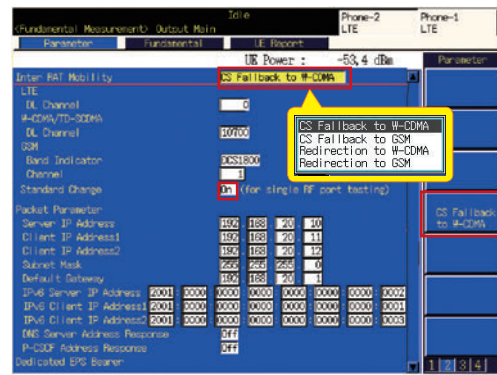 Idle
<Fundamental Measurement> Output Main
Phone-2
LTE
Phone-1
LTE
Parameter Fundamental UE Report
UE Power : -53.4 dBm
Parameter
Inter RAT Mobility CS Fallback to W-CDMA
LTE
DL Channel 0
W-CDMA/TD-SCDMA
DL Channel 10700
GSM
Band Indicator DCS1800
Channel 1
Standard Change On (for single RF port testing)
CS Fallback to W-CDMA
CS Fallback to GSM
Redirection to W-CDMA
Redirection to GSM
CS Fallback
to W-CDMA
Packet Parameter
Server IP Address 192 168 20 10
Client IP Address1 192 168 20 11
Client IP Address2 192 168 20 12
Subnet Mask 255 255 255 0
Default Gateway 192 168 20 1
IPv6 Server IP Address 2001 : 0000 : 0000 : 0000 : 0000 : 0000 : 0000 : 0002
IPv6 Client IP Address1 2001 : 0000 : 0000 : 0000 : 0000 : 0000 : 0000 : 0001
IPv6 Client IP Address2 2001 : 0000 : 0000 : 0000 : 0000 : 0000 : 0000 : 0003
DNS Server Address Response Off
P-CSCF Address Response Off
Dedicated EPS Bearer
1 2 3 4